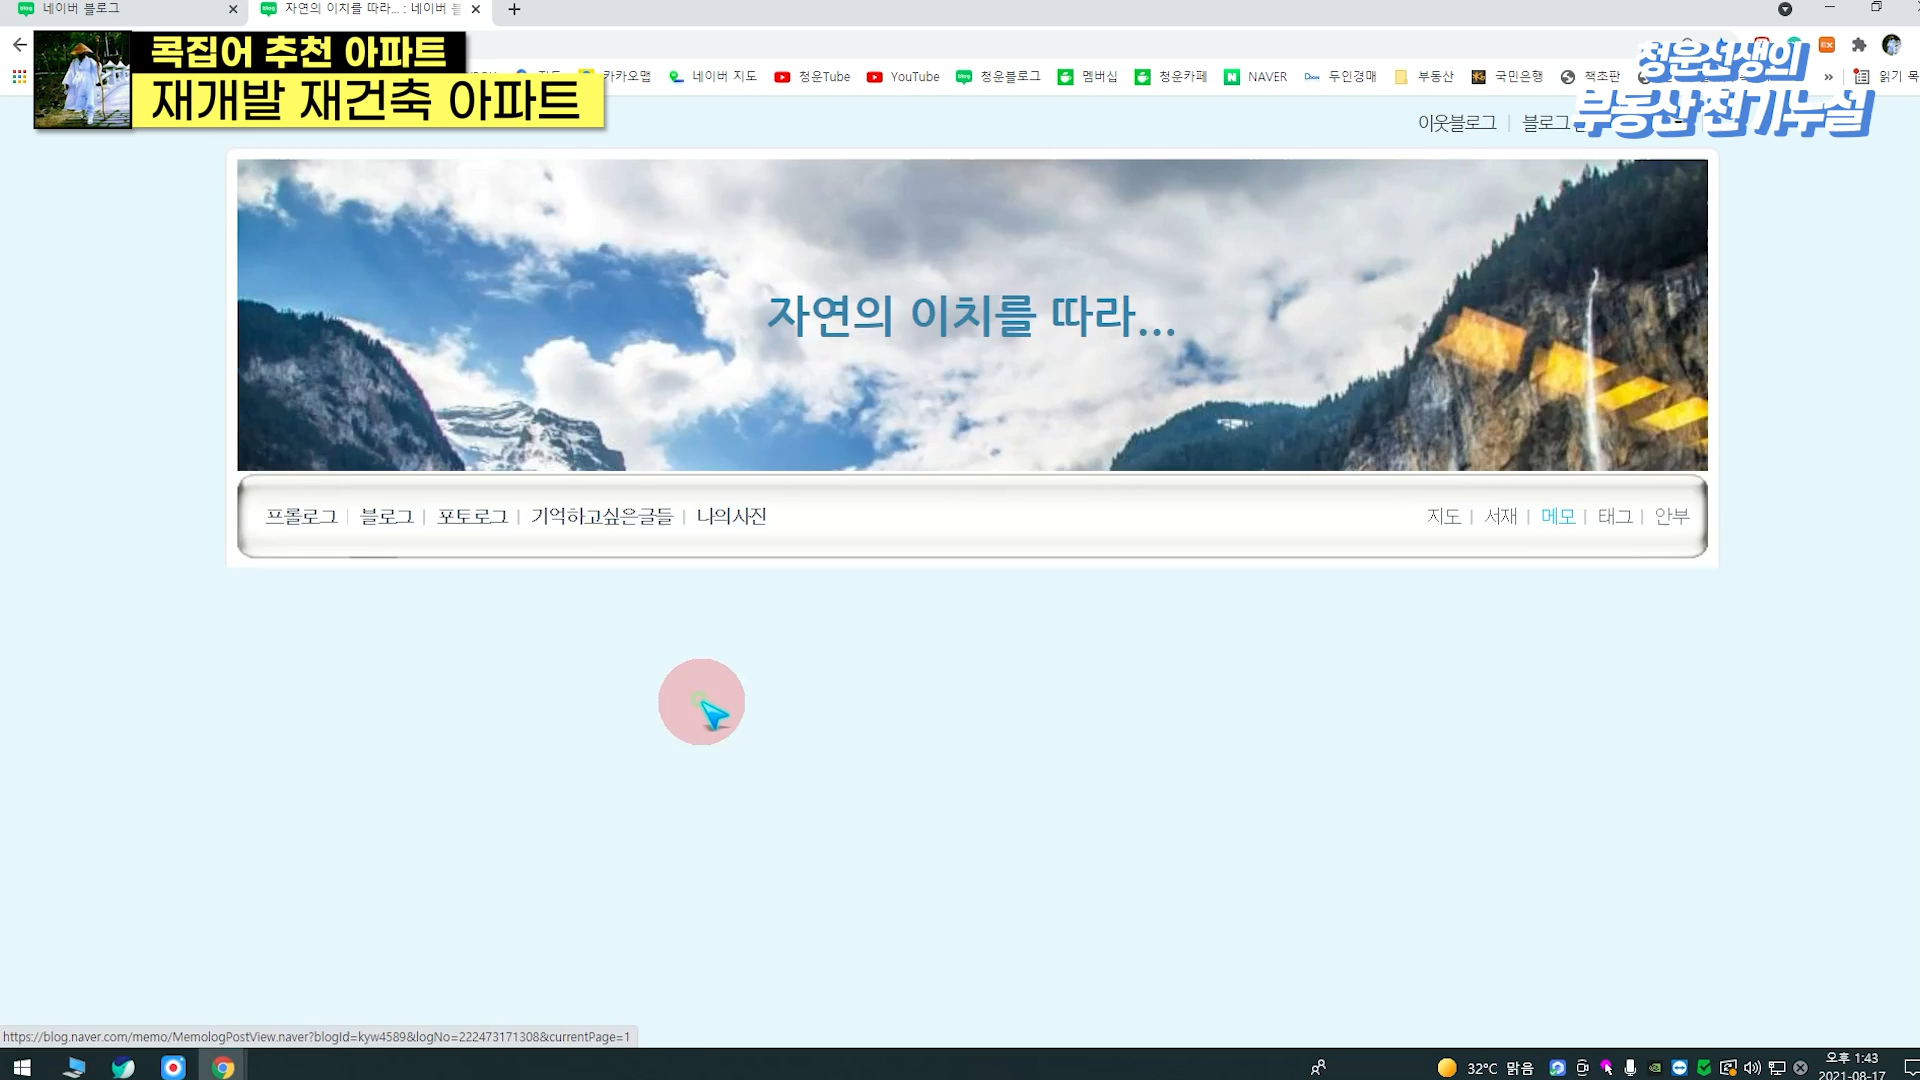 네이버 블로그
자연의 이치를 따라... : 네이버 블
콕집어 추천 아파트
재개발 재건축 아파트
청운선생의
부동산 천기누설
카카오맵 네이버 지도 청운Tube YouTube 청운블로그 멤버십 청운카페 NAVER 두인경매 부동산 국민은행 책초판 » 읽기 목
이웃블로그 | 블로그
자연의 이치를 따라...
프롤로그 | 블로그 | 포토로그 | 기억하고싶은글들 | 나의사진
지도 | 서재 | 메모 | 태그 | 안부
https://blog.naver.com/memo/MemologPostView.naver?blogId=kyw4589&logNo=222473171308&currentPage=1
32°C 맑음
오후 1:43
2021-08-17